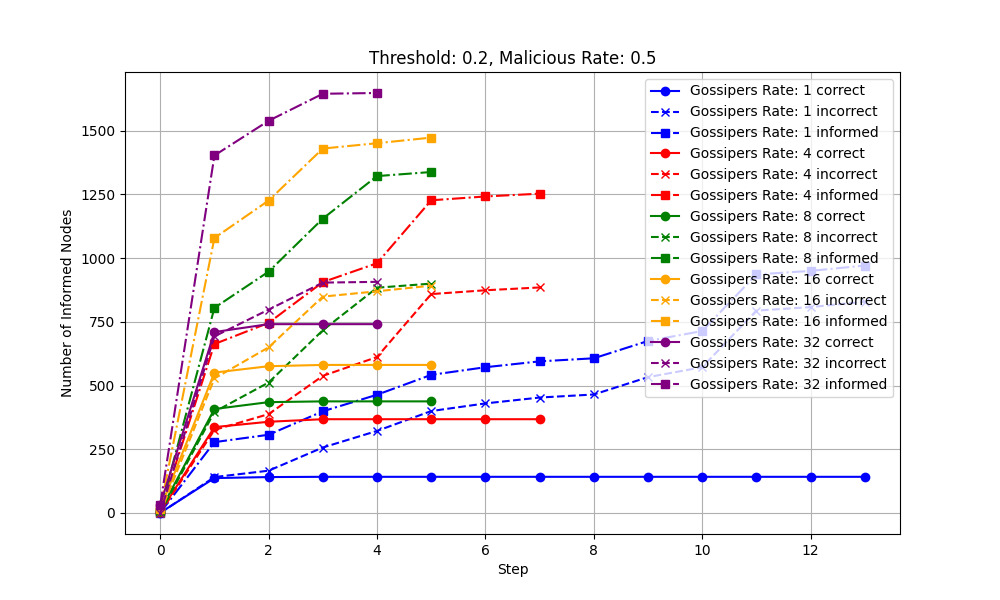 Threshold: 0.2, Malicious Rate: 0.5
Number of Informed Nodes
1500
1250
1000
750
500
250
0
Gossipers Rate: 1 correct
Gossipers Rate: 1 incorrect
Gossipers Rate: 1 informed
Gossipers Rate: 4 correct
Gossipers Rate: 4 incorrect
Gossipers Rate: 4 informed
Gossipers Rate: 8 correct
Gossipers Rate: 8 incorrect
Gossipers Rate: 8 informed
Gossipers Rate: 16 correct
Gossipers Rate: 16 incorrect
Gossipers Rate: 16 informed
Gossipers Rate: 32 correct
Gossipers Rate: 32 incorrect
Gossipers Rate: 32 informed
0 2 4 6 8 10 12
Step